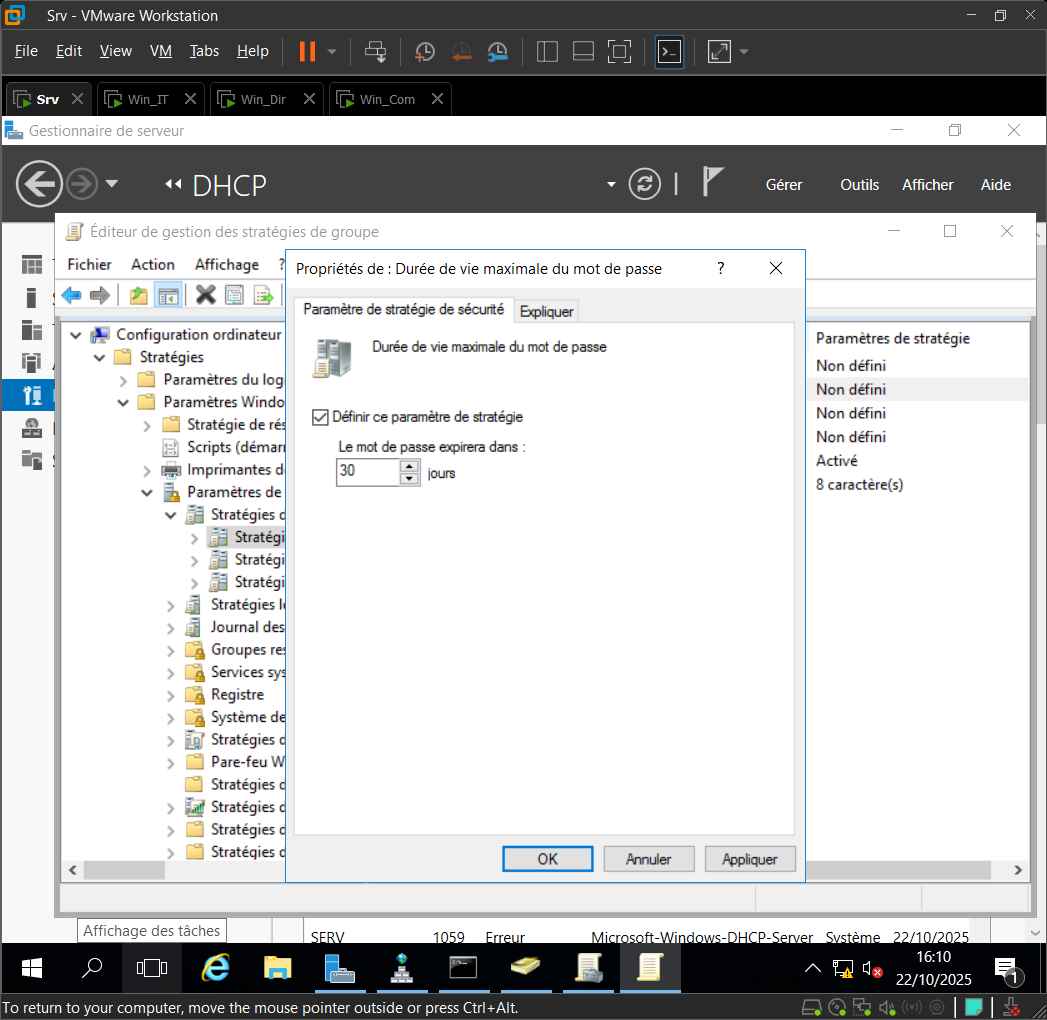 Srv - VMware Workstation
File Edit View VM Tabs Help
Srv Win_IT Win_Dir Win_Com
Gestionnaire de serveur
DHCP
Gérer Outils Afficher Aide
Éditeur de gestion des stratégies de groupe
Fichier Action Affichage ?
Propriétés de : Durée de vie maximale du mot de passe ?
Paramètre de stratégie de sécurité Expliquer
Durée de vie maximale du mot de passe
Définir ce paramètre de stratégie
Le mot de passe expirera dans :
30 jours
OK Annuler Appliquer
Configuration ordinateur
Stratégies
Paramètres du logi
Paramètres Windo
Stratégie de rés
Scripts (démarr
Imprimantes d
Paramètres de
Stratégies d
Stratégi
Stratégi
Stratégi
Stratégies l
Journal des
Groupes res
Services sys
Registre
Système de
Stratégies d
Pare-feu W
Stratégies d
Stratégies d
Stratégies d
Stratégies d
Paramètres de stratégie
Non défini
Non défini
Non défini
Non défini
Activé
8 caractère(s)
Affichage des tâches
SERV 1059 Erreur Microsoft-Windows-DHCP-Server Système 22/10/2025
16:10
22/10/2025
1
To return to your computer, move the mouse pointer outside or press Ctrl+Alt.